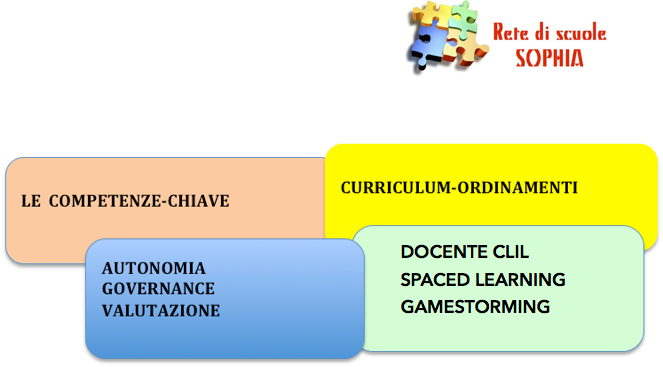 Rete di scuole
SOPHIA
LE COMPETENZE-CHIAVE
CURRICULUM-ORDINAMENTI
AUTONOMIA
GOVERNANCE
VALUTAZIONE
DOCENTE CLIL
SPACED LEARNING
GAMESTORMING